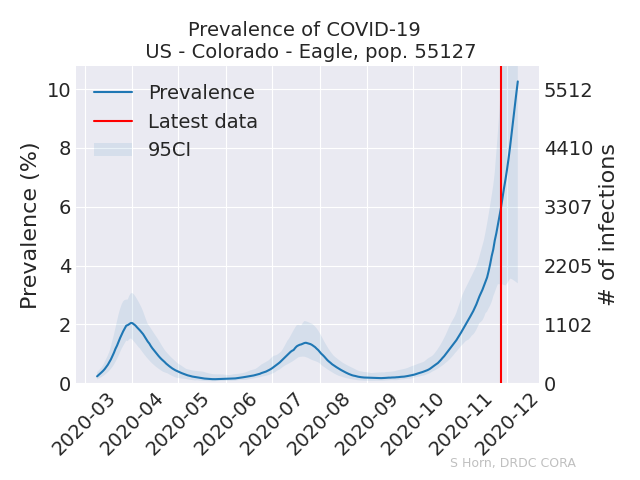 Prevalence of COVID-19
US - Colorado - Eagle, pop. 55127
Prevalence
Latest data
95CI
Prevalence (%)
10
8
6
4
2
0
5512
4410
3307
2205
1102
0
# of infections
2020-03
2020-04
2020-05
2020-06
2020-07
2020-08
2020-09
2020-10
2020-11
2020-12
S Horn, DRDC CORA